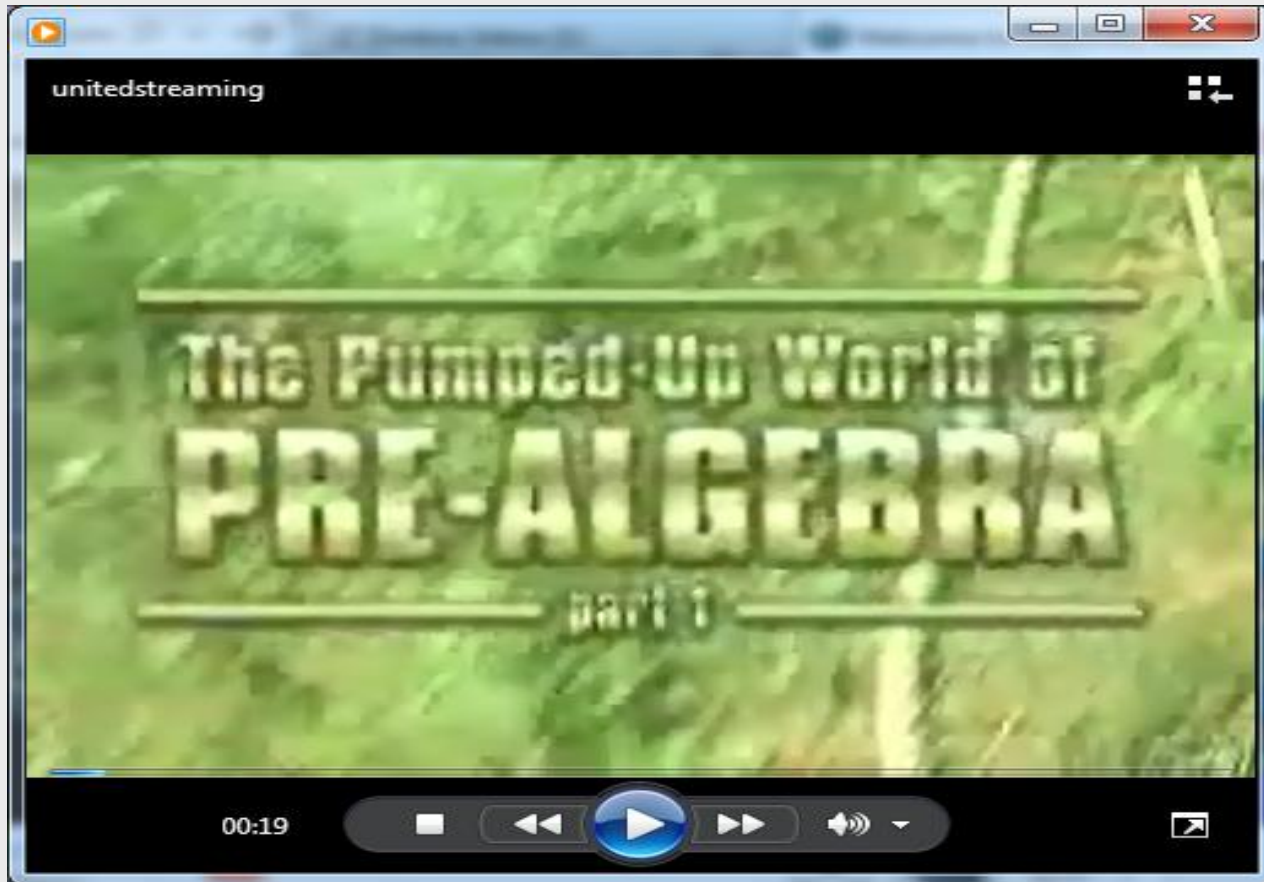 unitedstreaming
The Pumped-Up World of
PRE-ALGEBRA
part 1
00:19